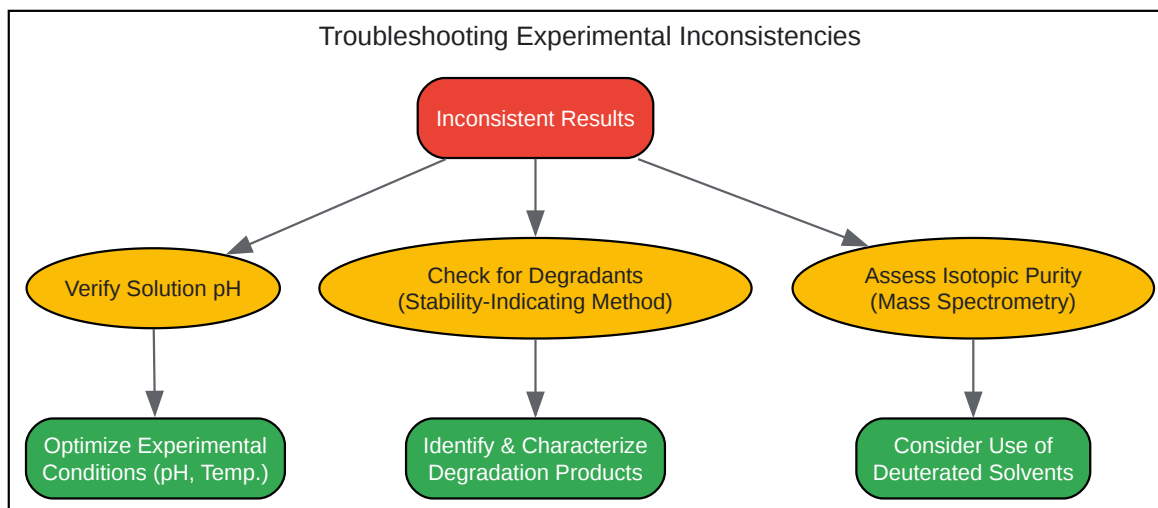 Troubleshooting Experimental Inconsistencies
Inconsistent Results
Verify Solution pH
Check for Degradants
(Stability-Indicating Method)
Assess Isotopic Purity
(Mass Spectrometry)
Optimize Experimental
Conditions (pH, Temp.)
Identify & Characterize
Degradation Products
Consider Use of
Deuterated Solvents